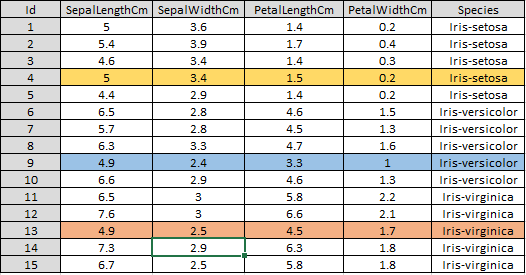 Id SepalLengthCm SepalWidthCm PetalLengthCm PetalWidthCm Species
1 5 3.6 1.4 0.2 Iris-setosa
2 5.4 3.9 1.7 0.4 Iris-setosa
3 4.6 3.4 1.4 0.3 Iris-setosa
4 5 3.4 1.5 0.2 Iris-setosa
5 4.4 2.9 1.4 0.2 Iris-setosa
6 6.5 2.8 4.6 1.5 Iris-versicolor
7 5.7 2.8 4.5 1.3 Iris-versicolor
8 6.3 3.3 4.7 1.6 Iris-versicolor
9 4.9 2.4 3.3 1 Iris-versicolor
10 6.6 2.9 4.6 1.3 Iris-versicolor
11 6.5 3 5.8 2.2 Iris-virginica
12 7.6 3 6.6 2.1 Iris-virginica
13 4.9 2.5 4.5 1.7 Iris-virginica
14 7.3 2.9 6.3 1.8 Iris-virginica
15 6.7 2.5 5.8 1.8 Iris-virginica